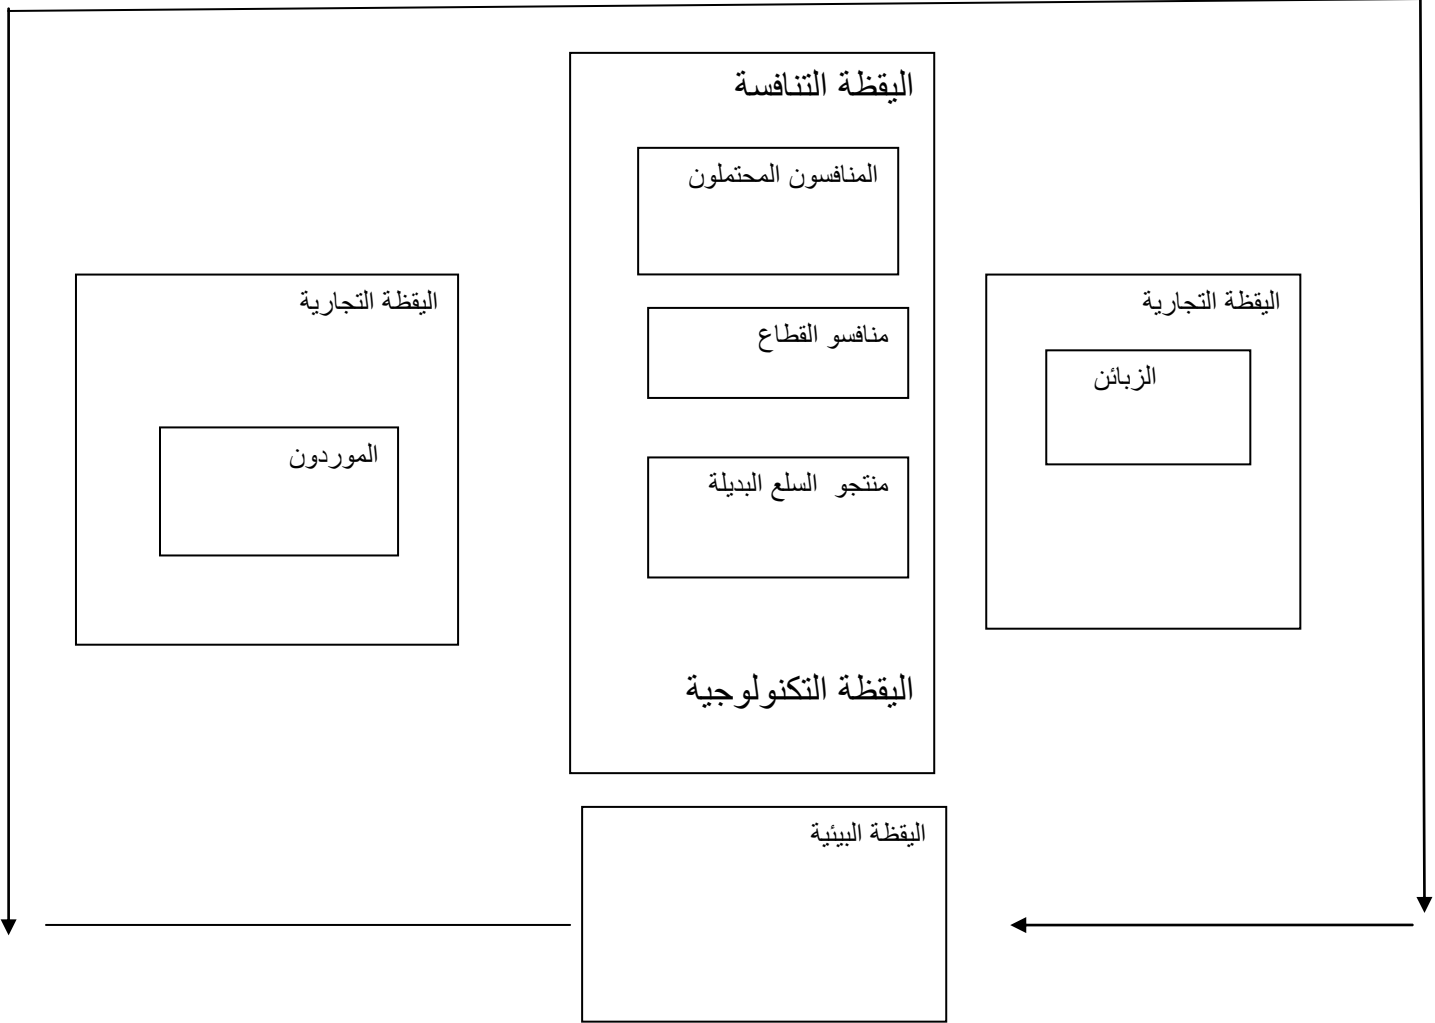 اليقظة التنافسة
المنافسون المحتملون
اليقظة التجارية
الزبائن
منافسو القطاع
اليقظة التجارية
الموردون
منتجو السلع البديلة
اليقظة التكنولوجية
اليقظة البيئية